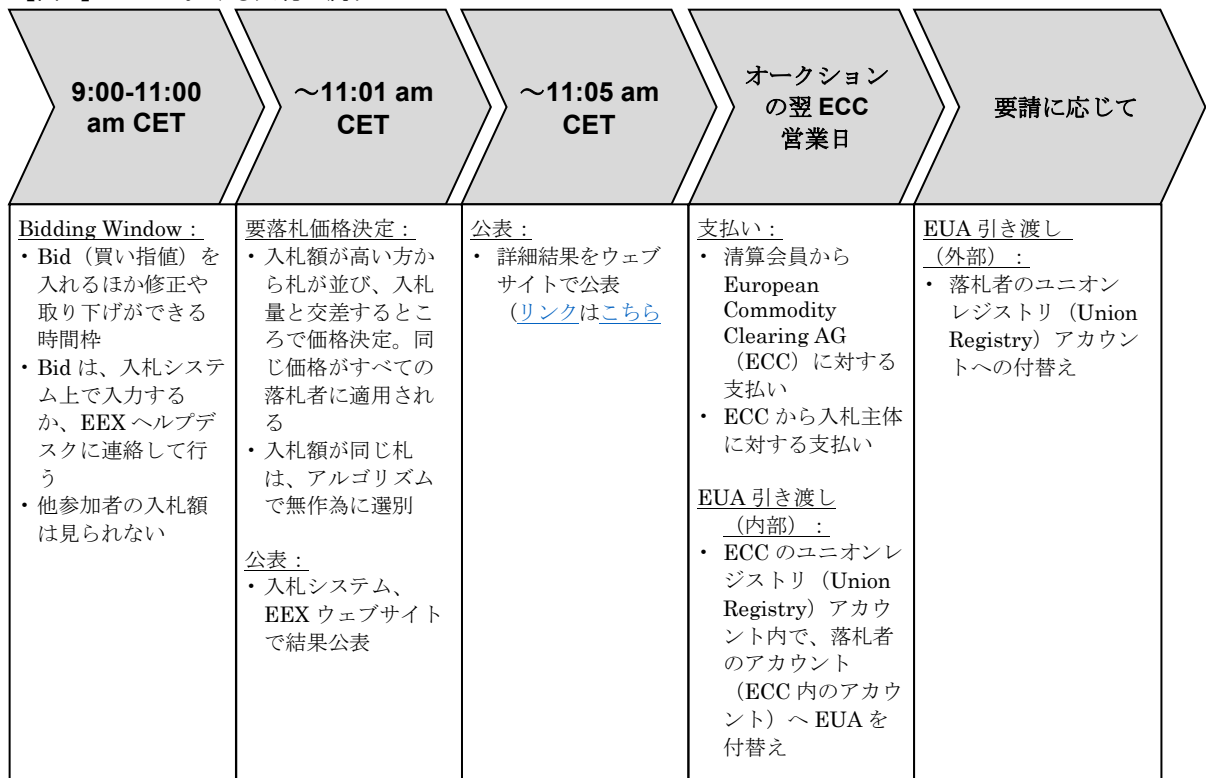 9:00-11:00
am CET
～11:01 am
CET
～11:05 am
CET
オークション
の翌 ECC
営業日
要請に応じて
Bidding Window：
・Bid（買い指値）を
入れるほか修正や
取り下げができる
時間枠
・Bid は、入札システ
ム上で入力する
か、EEX ヘルプデ
スクに連絡して行
う
・他参加者の入札額
は見られない
要落札価格決定：
・入札額が高い方か
ら札が並び、入札
量と交差するとこ
ろで価格決定。同
じ価格がすべての
落札者に適用され
る
・入札額が同じ札
は、アルゴリズム
で無作為に選別
公表：
・入札システム、
EEX ウェブサイト
で結果公表
公表：
・ 詳細結果をウェブ
サイトで公表
（リンクはこちら
支払い：
・ 清算会員から
European
Commodity
Clearing AG
（ECC）に対する
支払い
・ ECC から入札主体
に対する支払い
EUA 引き渡し
（内部）：
・ ECC のユニオンレ
ジストリ（Union
Registry）アカウ
ント内で、落札者
のアカウント
（ECC 内のアカウ
ント）へ EUA を
付替え
EUA 引き渡し
（外部）：
・ 落札者のユニオン
レジストリ（Union
Registry）アカウン
トへの付替え